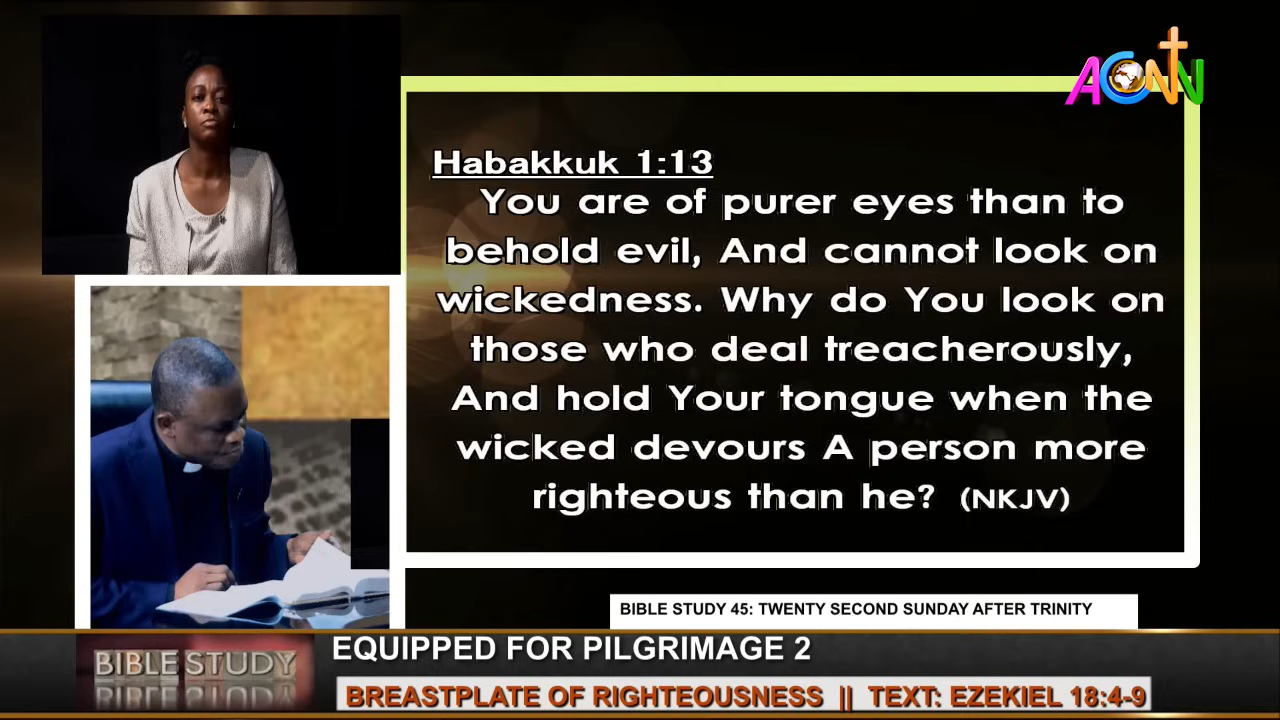 ACNN
Habakkuk 1:13
You are of purer eyes than to
behold evil, And cannot look on
wickedness. Why do You look on
those who deal treacherously,
And hold Your tongue when the
wicked devours A person more
righteous than he? (NKJV)
BIBLE STUDY 45: TWENTY SECOND SUNDAY AFTER TRINITY
BIBLE STUDY
EQUIPPED FOR PILGRIMAGE 2
BREASTPLATE OF RIGHTEOUSNESS || TEXT: EZEKIEL 18:4-9